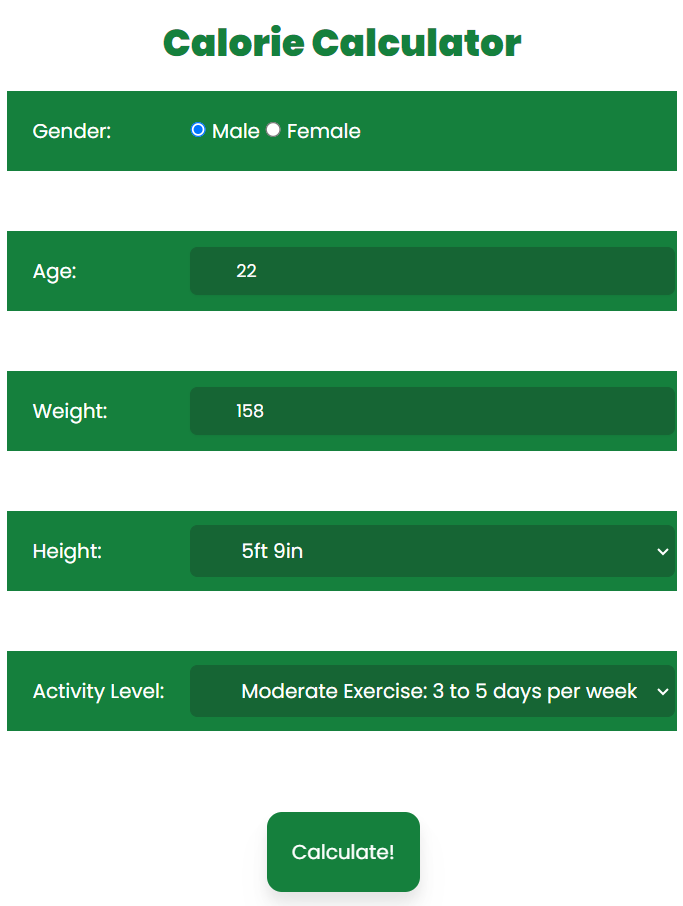 Calorie Calculator
Gender: Male Female
Age: 22
Weight: 158
Height: 5ft 9in
Activity Level: Moderate Exercise: 3 to 5 days per week
Calculate!